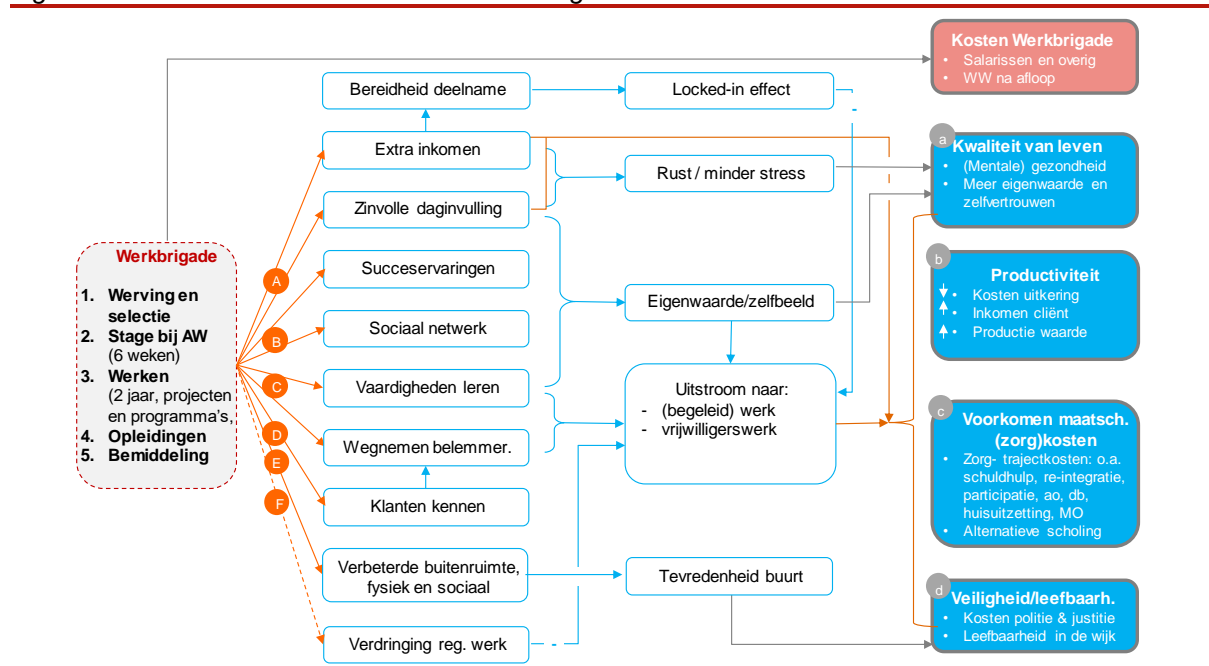 Kosten Werkbrigade
• Salarissen en overig
• WW na afloop
Bereidheid deelname
Locked-in effect
-
a
Kwaliteit van leven
• (Mentale) gezondheid
• Meer eigenwaarde en
zelfvertrouwen
Extra inkomen
Rust / minder stress
Zinvolle daginvulling
Werkbrigade
1. Werving en
selectie
2. Stage bij AW
(6 weken)
3. Werken
(2 jaar, projecten
en programma's,
4. Opleidingen
5. Bemiddeling
A
B
C
D
E
F
Succeservaringen
b
Productiviteit
• Kosten uitkering
• Inkomen cliënt
• Productie waarde
Eigenwaarde/zelfbeeld
Sociaal netwerk
Vaardigheden leren
Uitstroom naar:
- (begeleid) werk
- vrijwilligerswerk
Wegnemen belemmer.
c
Voorkomen maatsch.
(zorg)kosten
• Zorg- trajectkosten: o.a.
schuldhulp, re-integratie,
participatie, ao, db,
huisuitzetting, MO
• Alternatieve scholing
Klanten kennen
Verbeterde buitenruimte,
fysiek en sociaal
Tevredenheid buurt
d
Veiligheid/leefbaarh.
• Kosten politie & justitie
• Leefbaarheid in de wijk
Verdringing reg. werk
-